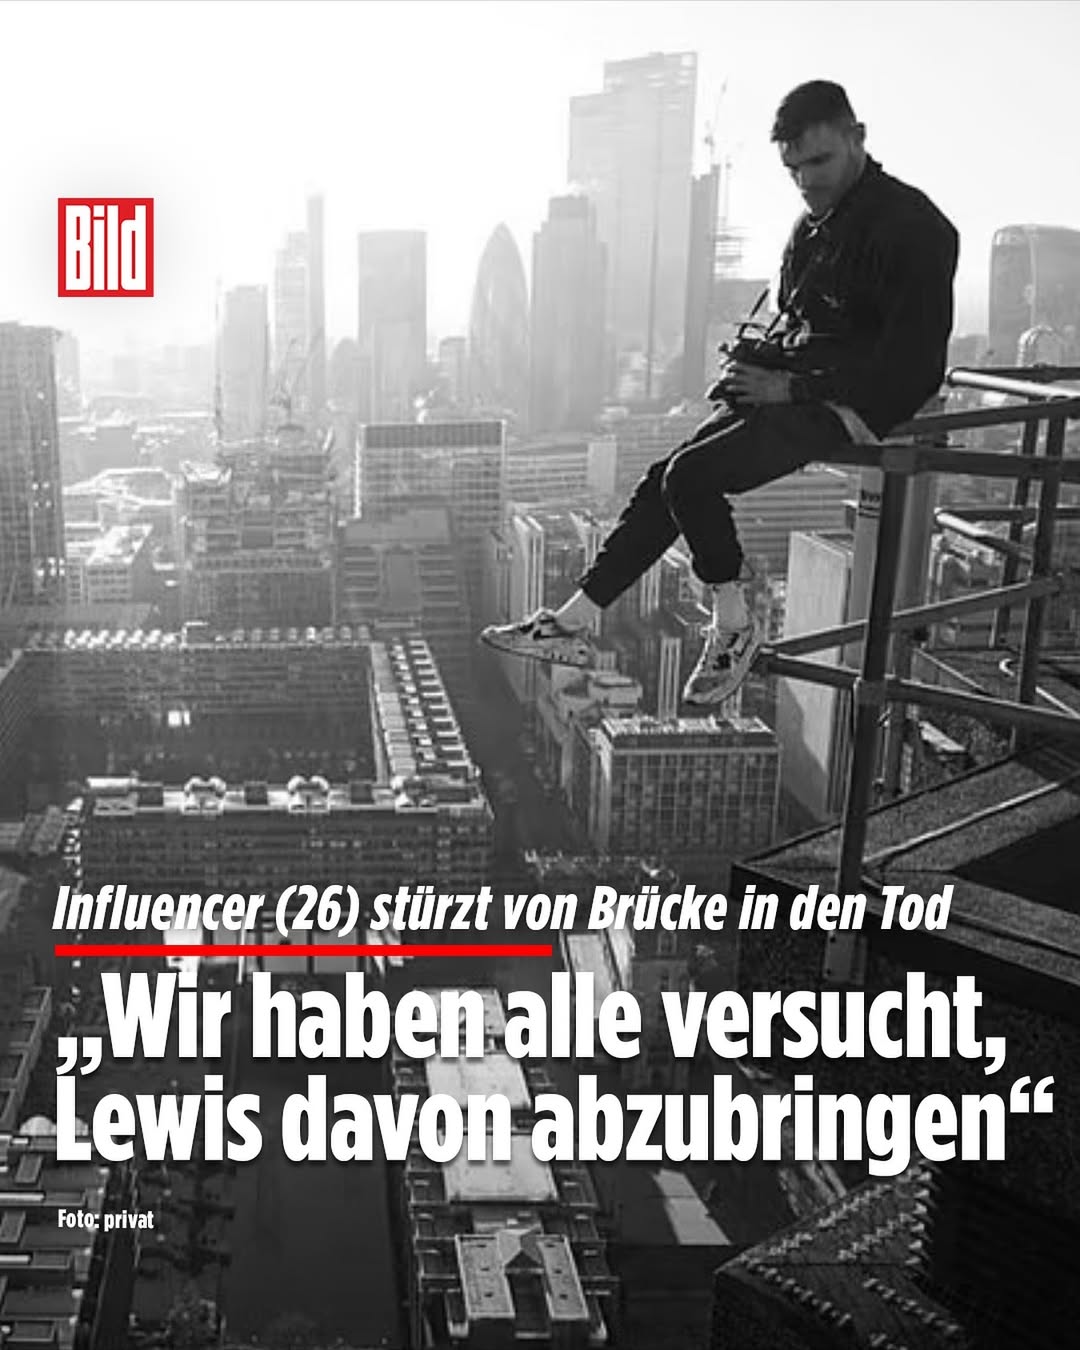 Bild
Influencer (26) stürzt von Brücke in den Tod
„Wir haben alle versucht,
Lewis davon abzubringen“
Foto: privat